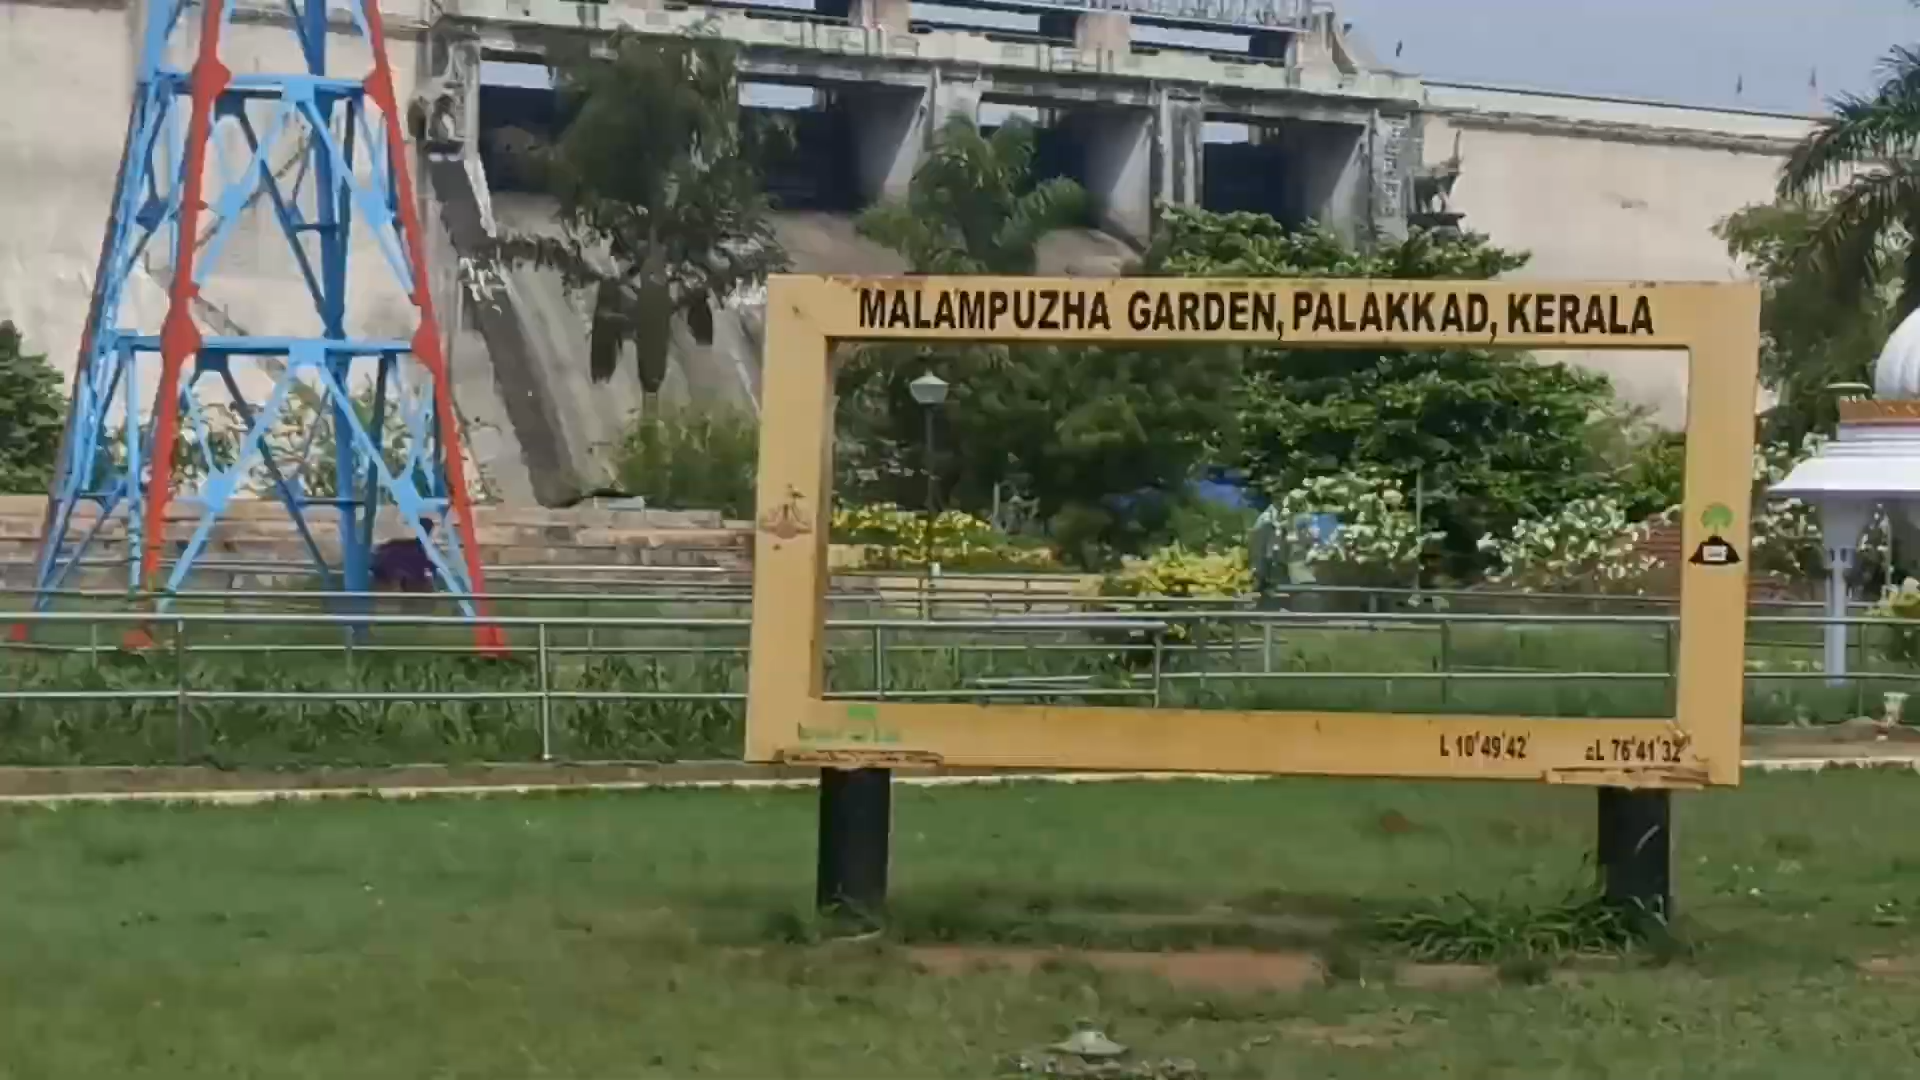 MALAMPUZHA GARDEN, PALAKKAD, KERALA
L 10°49'42' L 76°41'32"